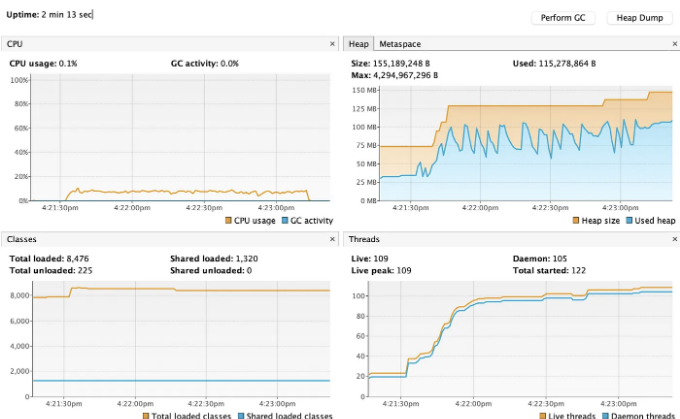 Uptime: 2 min 13 sec
Perform GC
Heap Dump
CPU ×
CPU usage: 0.1% GC activity: 0.0%
100%
80%
60%
40%
20%
0%
4:21:30pm 4:22:00pm 4:22:30pm 4:23:00pm
CPU usage GC activity
Heap Metaspace ×
Size: 155,189,248 B Used: 115,278,864 B
Max: 4,294,967,296 B
150 MB
125 MB
100 MB
75 MB
50 MB
25 MB
0 MB
4:21:30pm 4:22:00pm 4:22:30pm 4:23:00pm
Heap size Used heap
Classes ×
Total loaded: 8,476 Shared loaded: 1,320
Total unloaded: 225 Shared unloaded: 0
8,000
6,000
4,000
2,000
0
4:21:30pm 4:22:00pm 4:22:30pm 4:23:00pm
Total loaded classes Shared loaded classes
Threads ×
Live: 109 Daemon: 105
Live peak: 109 Total started: 122
100
80
60
40
20
0
4:21:30pm 4:22:00pm 4:22:30pm 4:23:00pm
Live threads Daemon threads